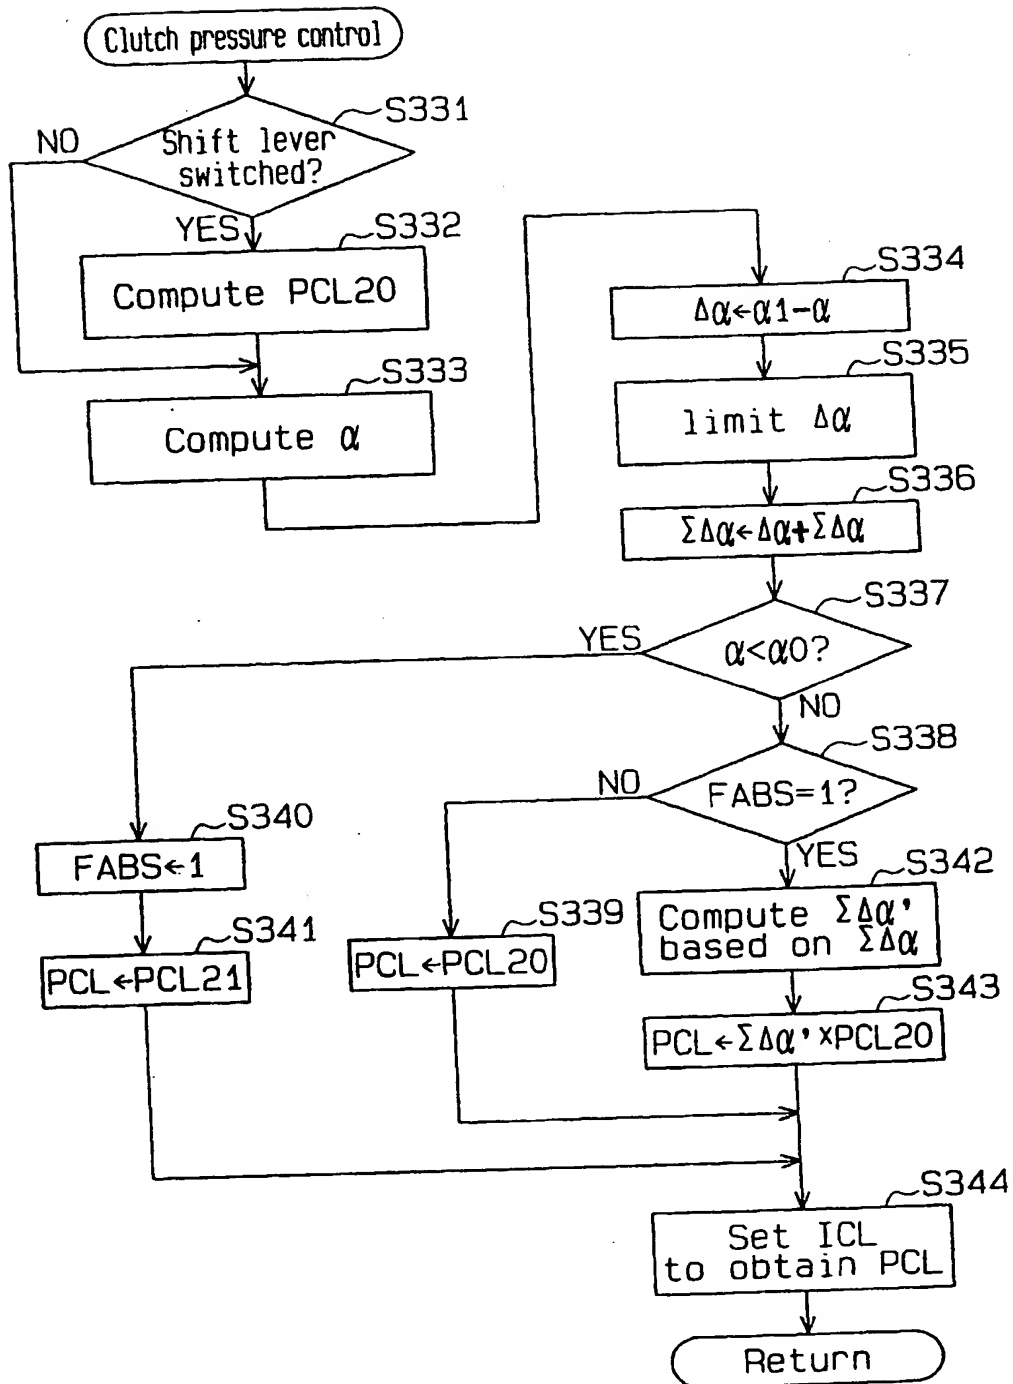 Clutch pressure control
S331
NO
Shift lever
switched?
YES
S332
Compute PCL20
S333
Compute α
S334
Δα←α1-α
S335
limit Δα
S336
ΣΔα←Δα+ΣΔα
S337
YES
α<α0?
NO
S338
NO
FABS=1?
YES
S340
FABS←1
S341
PCL←PCL21
S339
PCL←PCL20
S342
Compute ΣΔα'
based on ΣΔα
S343
PCL←ΣΔα'×PCL20
S344
Set ICL
to obtain PCL
Return